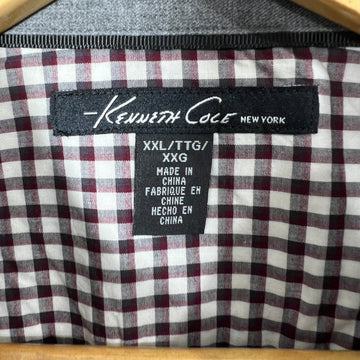 KENNETH COLE NEW YORK
XXL/TTG/
XXG
MADE IN
CHINA
FABRIQUE EN
CHINE
HECHO EN
CHINA